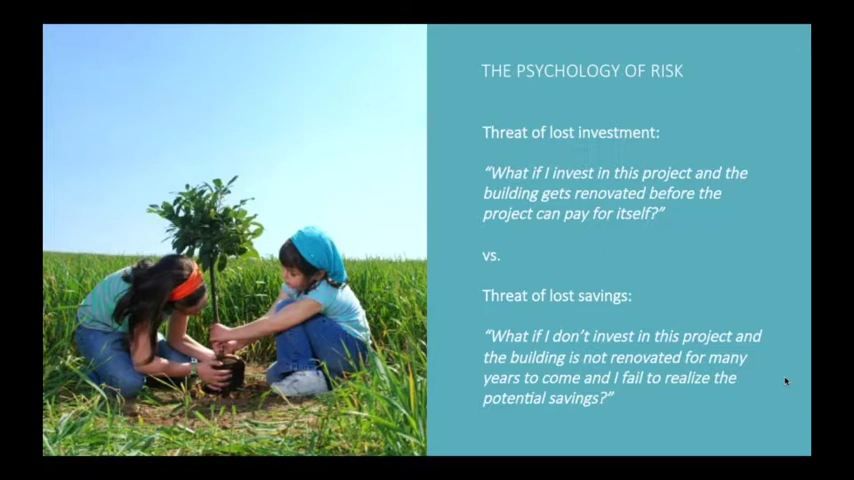 THE PSYCHOLOGY OF RISK
Threat of lost investment:
“What if I invest in this project and the
building gets renovated before the
project can pay for itself?”
vs.
Threat of lost savings:
“What if I don’t invest in this project and
the building is not renovated for many
years to come and I fail to realize the
potential savings?”